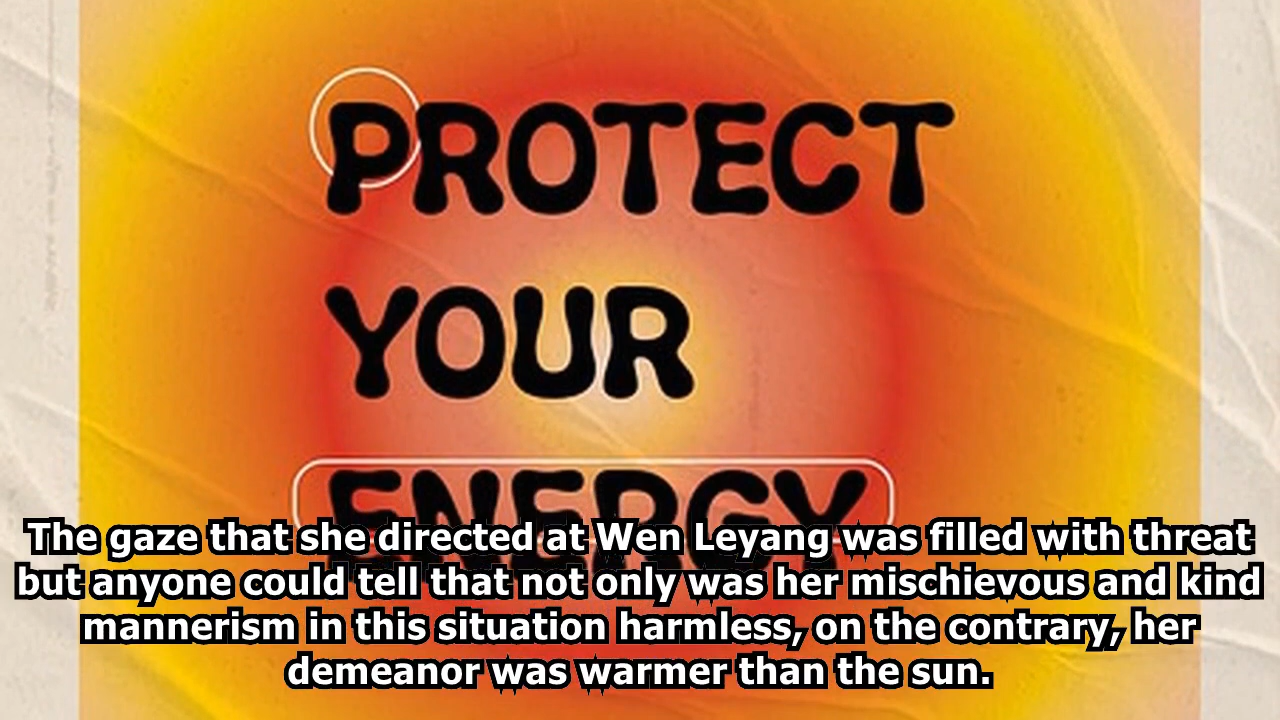 PROTECT
YOUR
ENERGY
The gaze that she directed at Wen Leyang was filled with threat
but anyone could tell that not only was her mischievous and kind
mannerism in this situation harmless, on the contrary, her
demeanor was warmer than the sun.